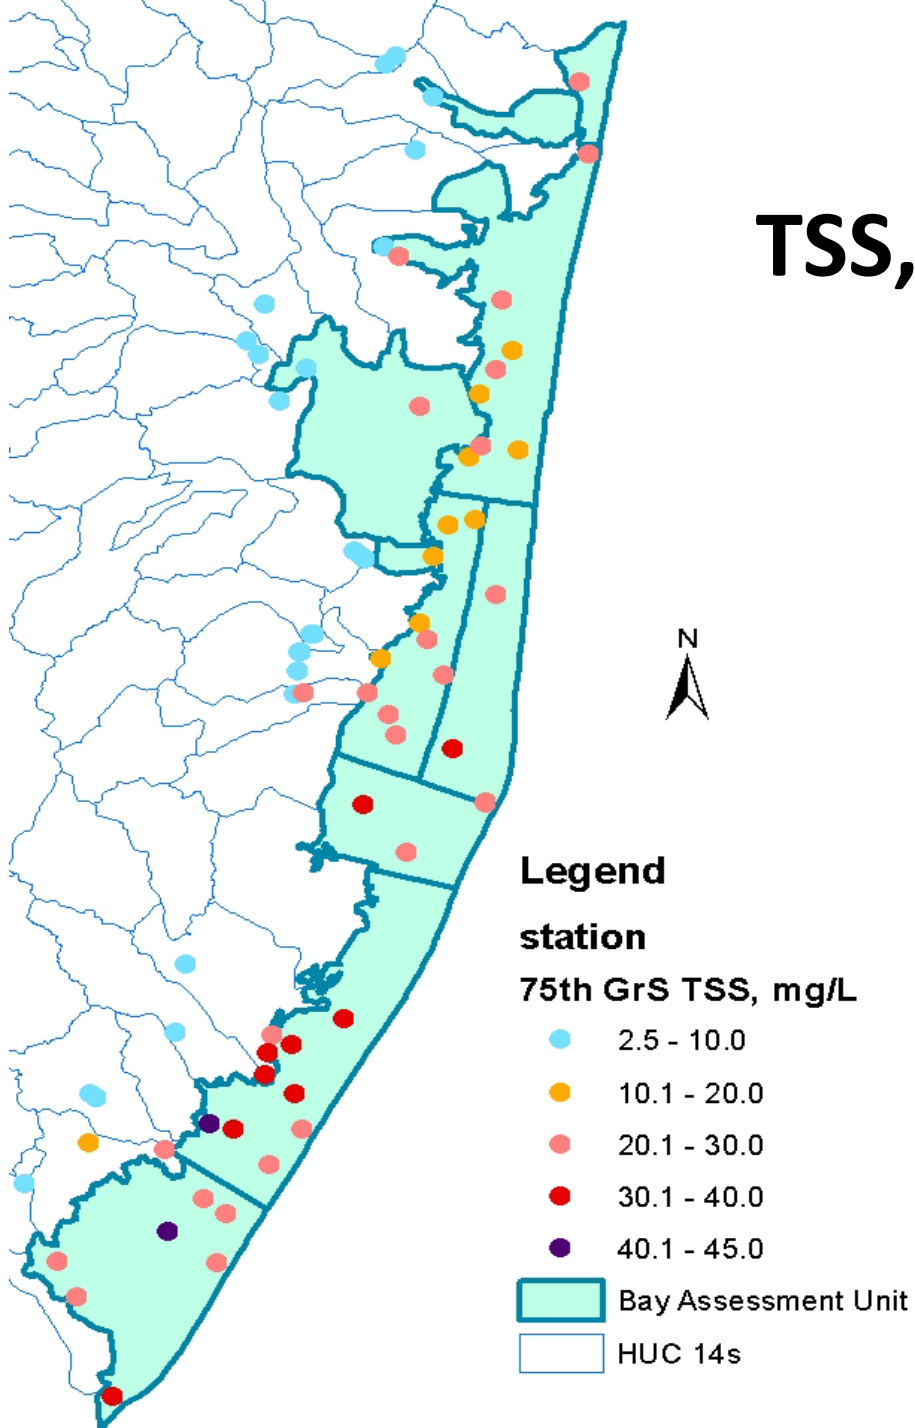 TSS,
N
Legend
station
75th GrS TSS, mg/L
2.5 - 10.0
10.1 - 20.0
20.1 - 30.0
30.1 - 40.0
40.1 - 45.0
Bay Assessment Unit
HUC 14s